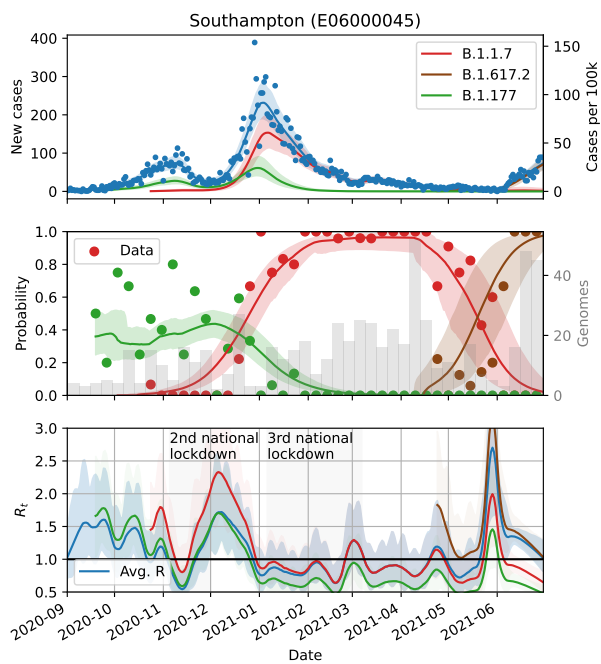 Southampton (E06000045)
400
300
200
100
0
New cases
150
100
50
0
Cases per 100k
B.1.1.7
B.1.617.2
B.1.177
1.0
0.8
0.6
0.4
0.2
0.0
Probability
Data
40
20
0
Genomes
3.0
2.5
2.0
1.5
1.0
0.5
Rt
2nd national
lockdown
3rd national
lockdown
Avg. R
2020-09
2020-10
2020-11
2020-12
2021-01
2021-02
2021-03
2021-04
2021-05
2021-06
Date